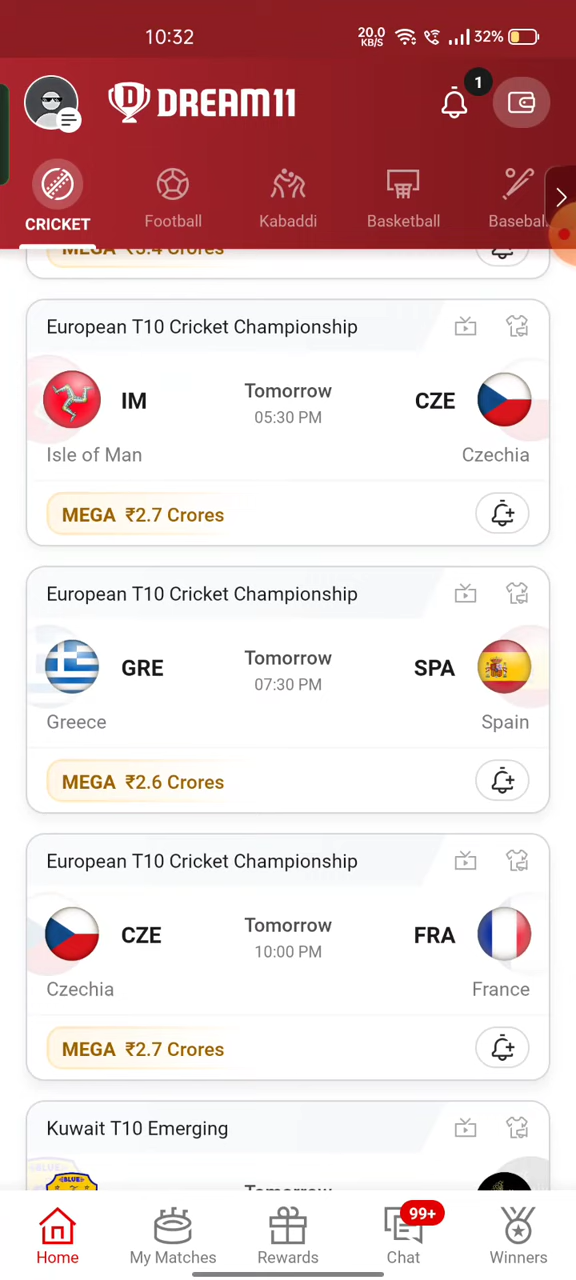 10:32
20.0
KB/S
32%
DREAM11
1
CRICKET
Football
Kabaddi
Basketball
Basebal
European T10 Cricket Championship
IM
Tomorrow
05:30 PM
CZE
Isle of Man
Czechia
MEGA ₹2.7 Crores
European T10 Cricket Championship
GRE
Tomorrow
07:30 PM
SPA
Greece
Spain
MEGA ₹2.6 Crores
European T10 Cricket Championship
CZE
Tomorrow
10:00 PM
FRA
Czechia
France
MEGA ₹2.7 Crores
Kuwait T10 Emerging
BLUE
Home
My Matches
Rewards
99+
Chat
Winners